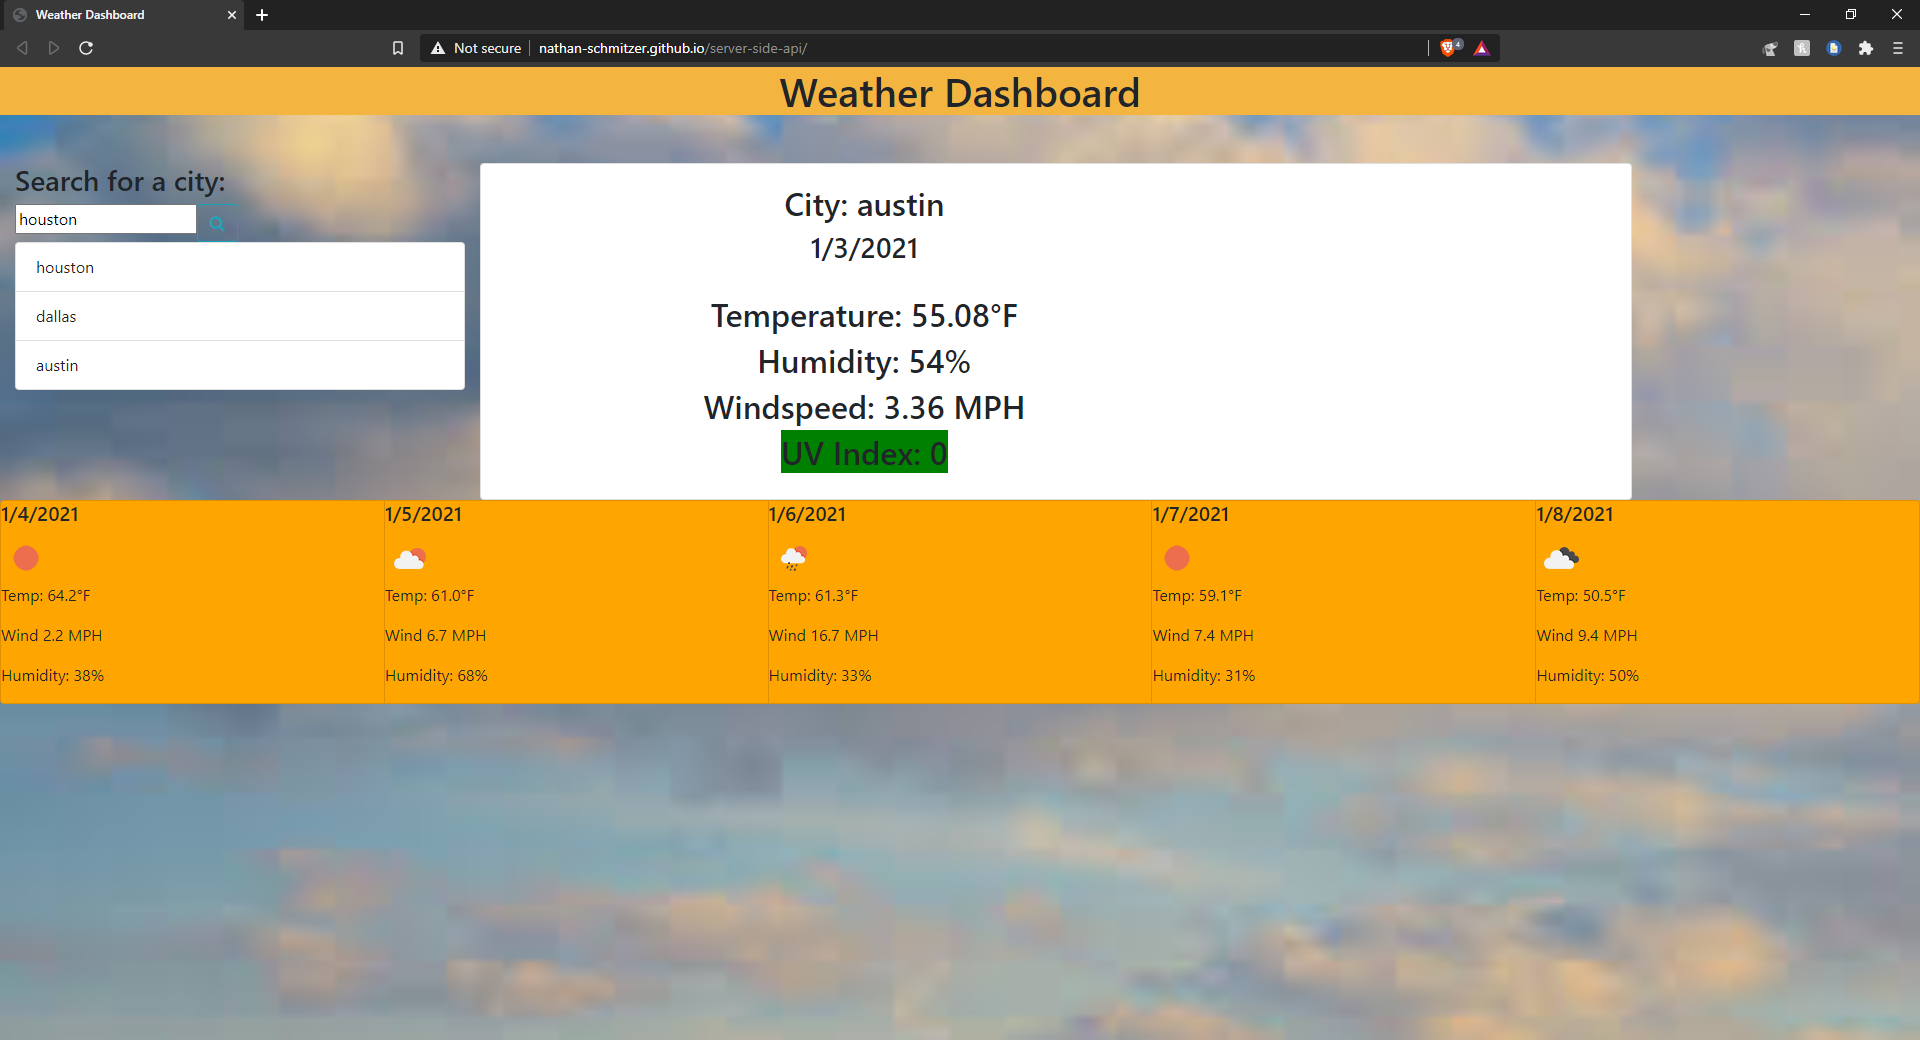 Weather Dashboard
Not secure
nathan-schmitzer.github.io/server-side-api/
4
Weather Dashboard
Search for a city:
houston
houston
dallas
austin
City: austin
1/3/2021
Temperature: 55.08°F
Humidity: 54%
Windspeed: 3.36 MPH
UV Index: 0
1/4/2021
Temp: 64.2°F
Wind 2.2 MPH
Humidity: 38%
1/5/2021
Temp: 61.0°F
Wind 6.7 MPH
Humidity: 68%
1/6/2021
Temp: 61.3°F
Wind 16.7 MPH
Humidity: 33%
1/7/2021
Temp: 59.1°F
Wind 7.4 MPH
Humidity: 31%
1/8/2021
Temp: 50.5°F
Wind 9.4 MPH
Humidity: 50%